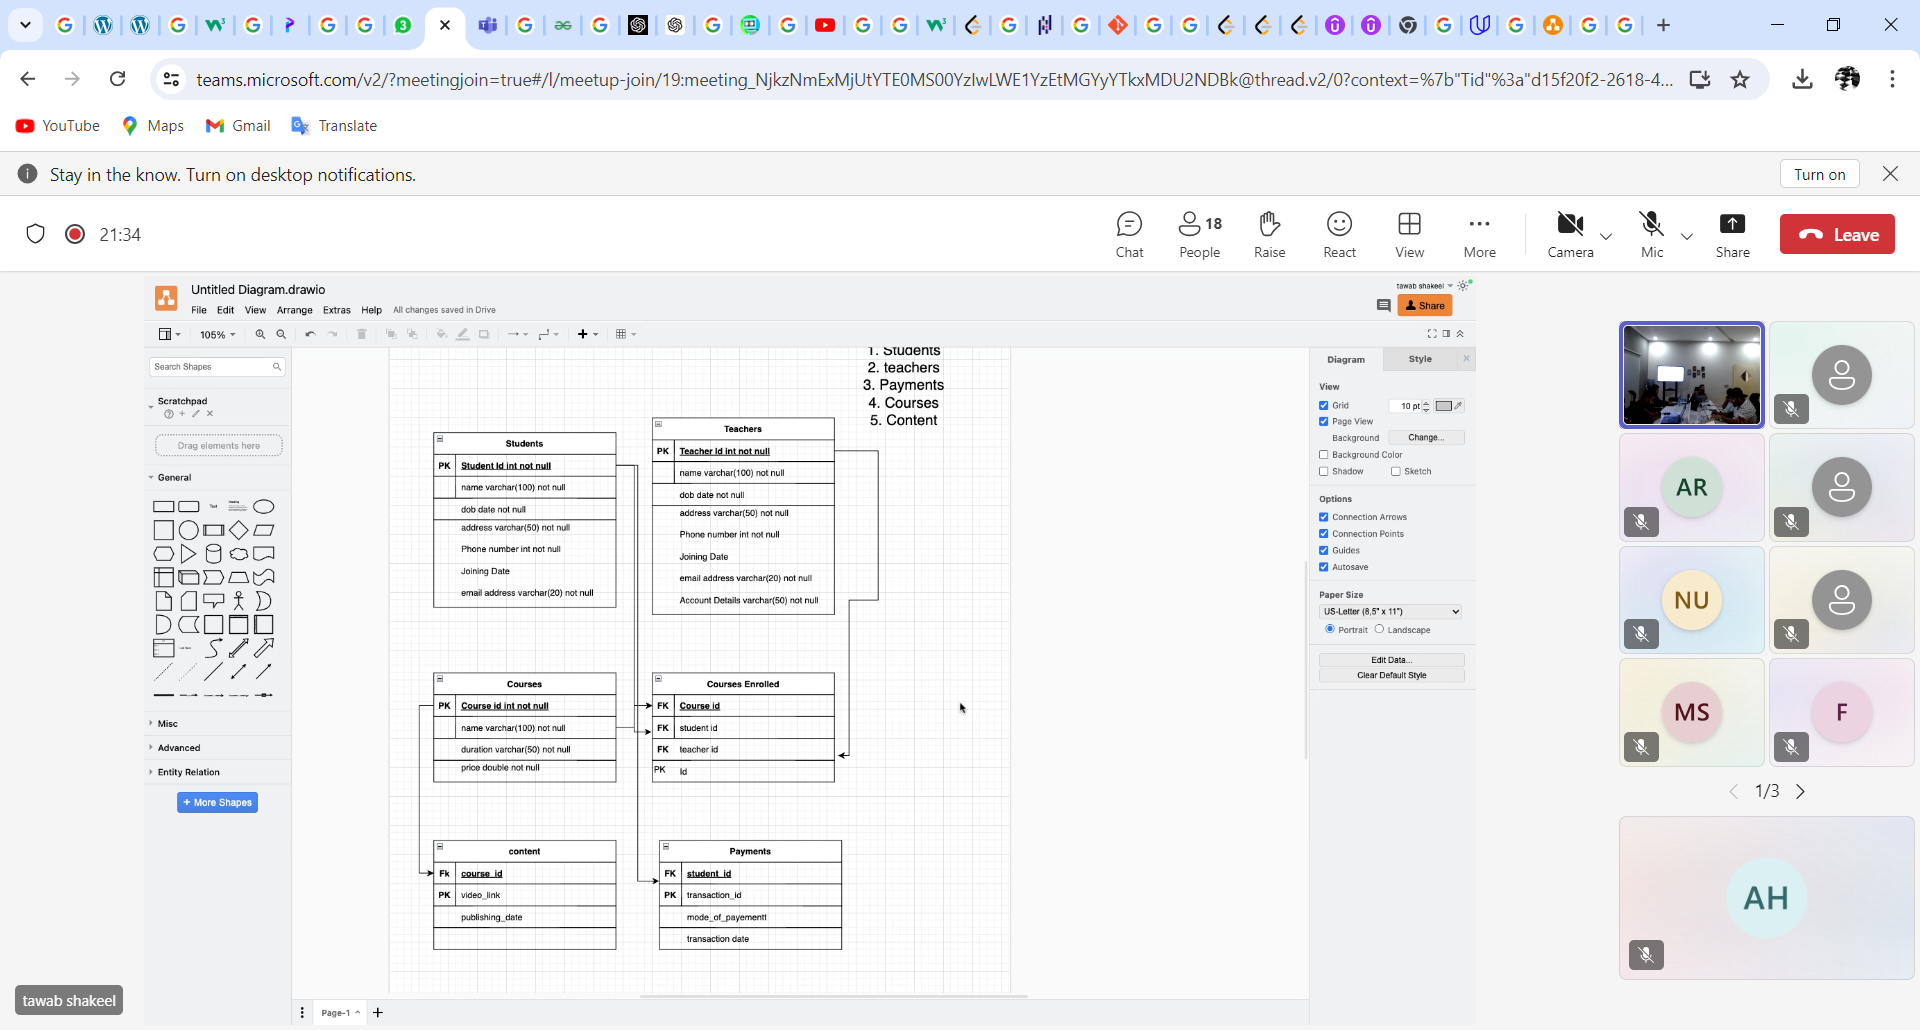 teams.microsoft.com/v2/?meetingjoin=true#/l/meetup-join/19:meeting_NjkzNmExMjUtYTE0MS00YzIwLWE1YzEtMGYyYTkxMDU2NDBk@thread.v2/0?context=%7b"Tid"%3a"d15f20f2-2618-4...
YouTube
Maps
Gmail
Translate
Stay in the know. Turn on desktop notifications.
Turn on
21:34
Chat
18
People
Raise
React
View
More
Camera
Mic
Share
Leave
Untitled Diagram.drawio
File Edit View Arrange Extras Help All changes saved in Drive
tawab shakeel
Share
105%
Search Shapes
Scratchpad
Drag elements here
General
Misc
Advanced
Entity Relation
+ More Shapes
1. Students
2. teachers
3. Payments
4. Courses
5. Content
Students
PK Student Id int not null
name varchar(100) not null
dob date not null
address varchar(50) not null
Phone number int not null
Joining Date
email address varchar(20) not null
Teachers
PK Teacher Id int not null
name varchar(100) not null
dob date not null
address varchar(50) not null
Phone number int not null
Joining Date
email address varchar(20) not null
Account Details varchar(50) not null
Courses
PK Course id int not null
name varchar(100) not null
duration varchar(50) not null
price double not null
Courses Enrolled
FK Course id
FK student id
FK teacher id
PK Id
content
Fk course_id
PK video_link
publishing_date
Payments
FK student_id
PK transaction_id
mode_of_payementt
transaction date
Diagram
Style
View
Grid
10 pt
Page View
Background
Change...
Background Color
Shadow
Sketch
Options
Connection Arrows
Connection Points
Guides
Autosave
Paper Size
US-Letter (8,5" x 11")
Portrait
Landscape
Edit Data...
Clear Default Style
Page-1
AR
NU
MS
F
1/3
AH
tawab shakeel